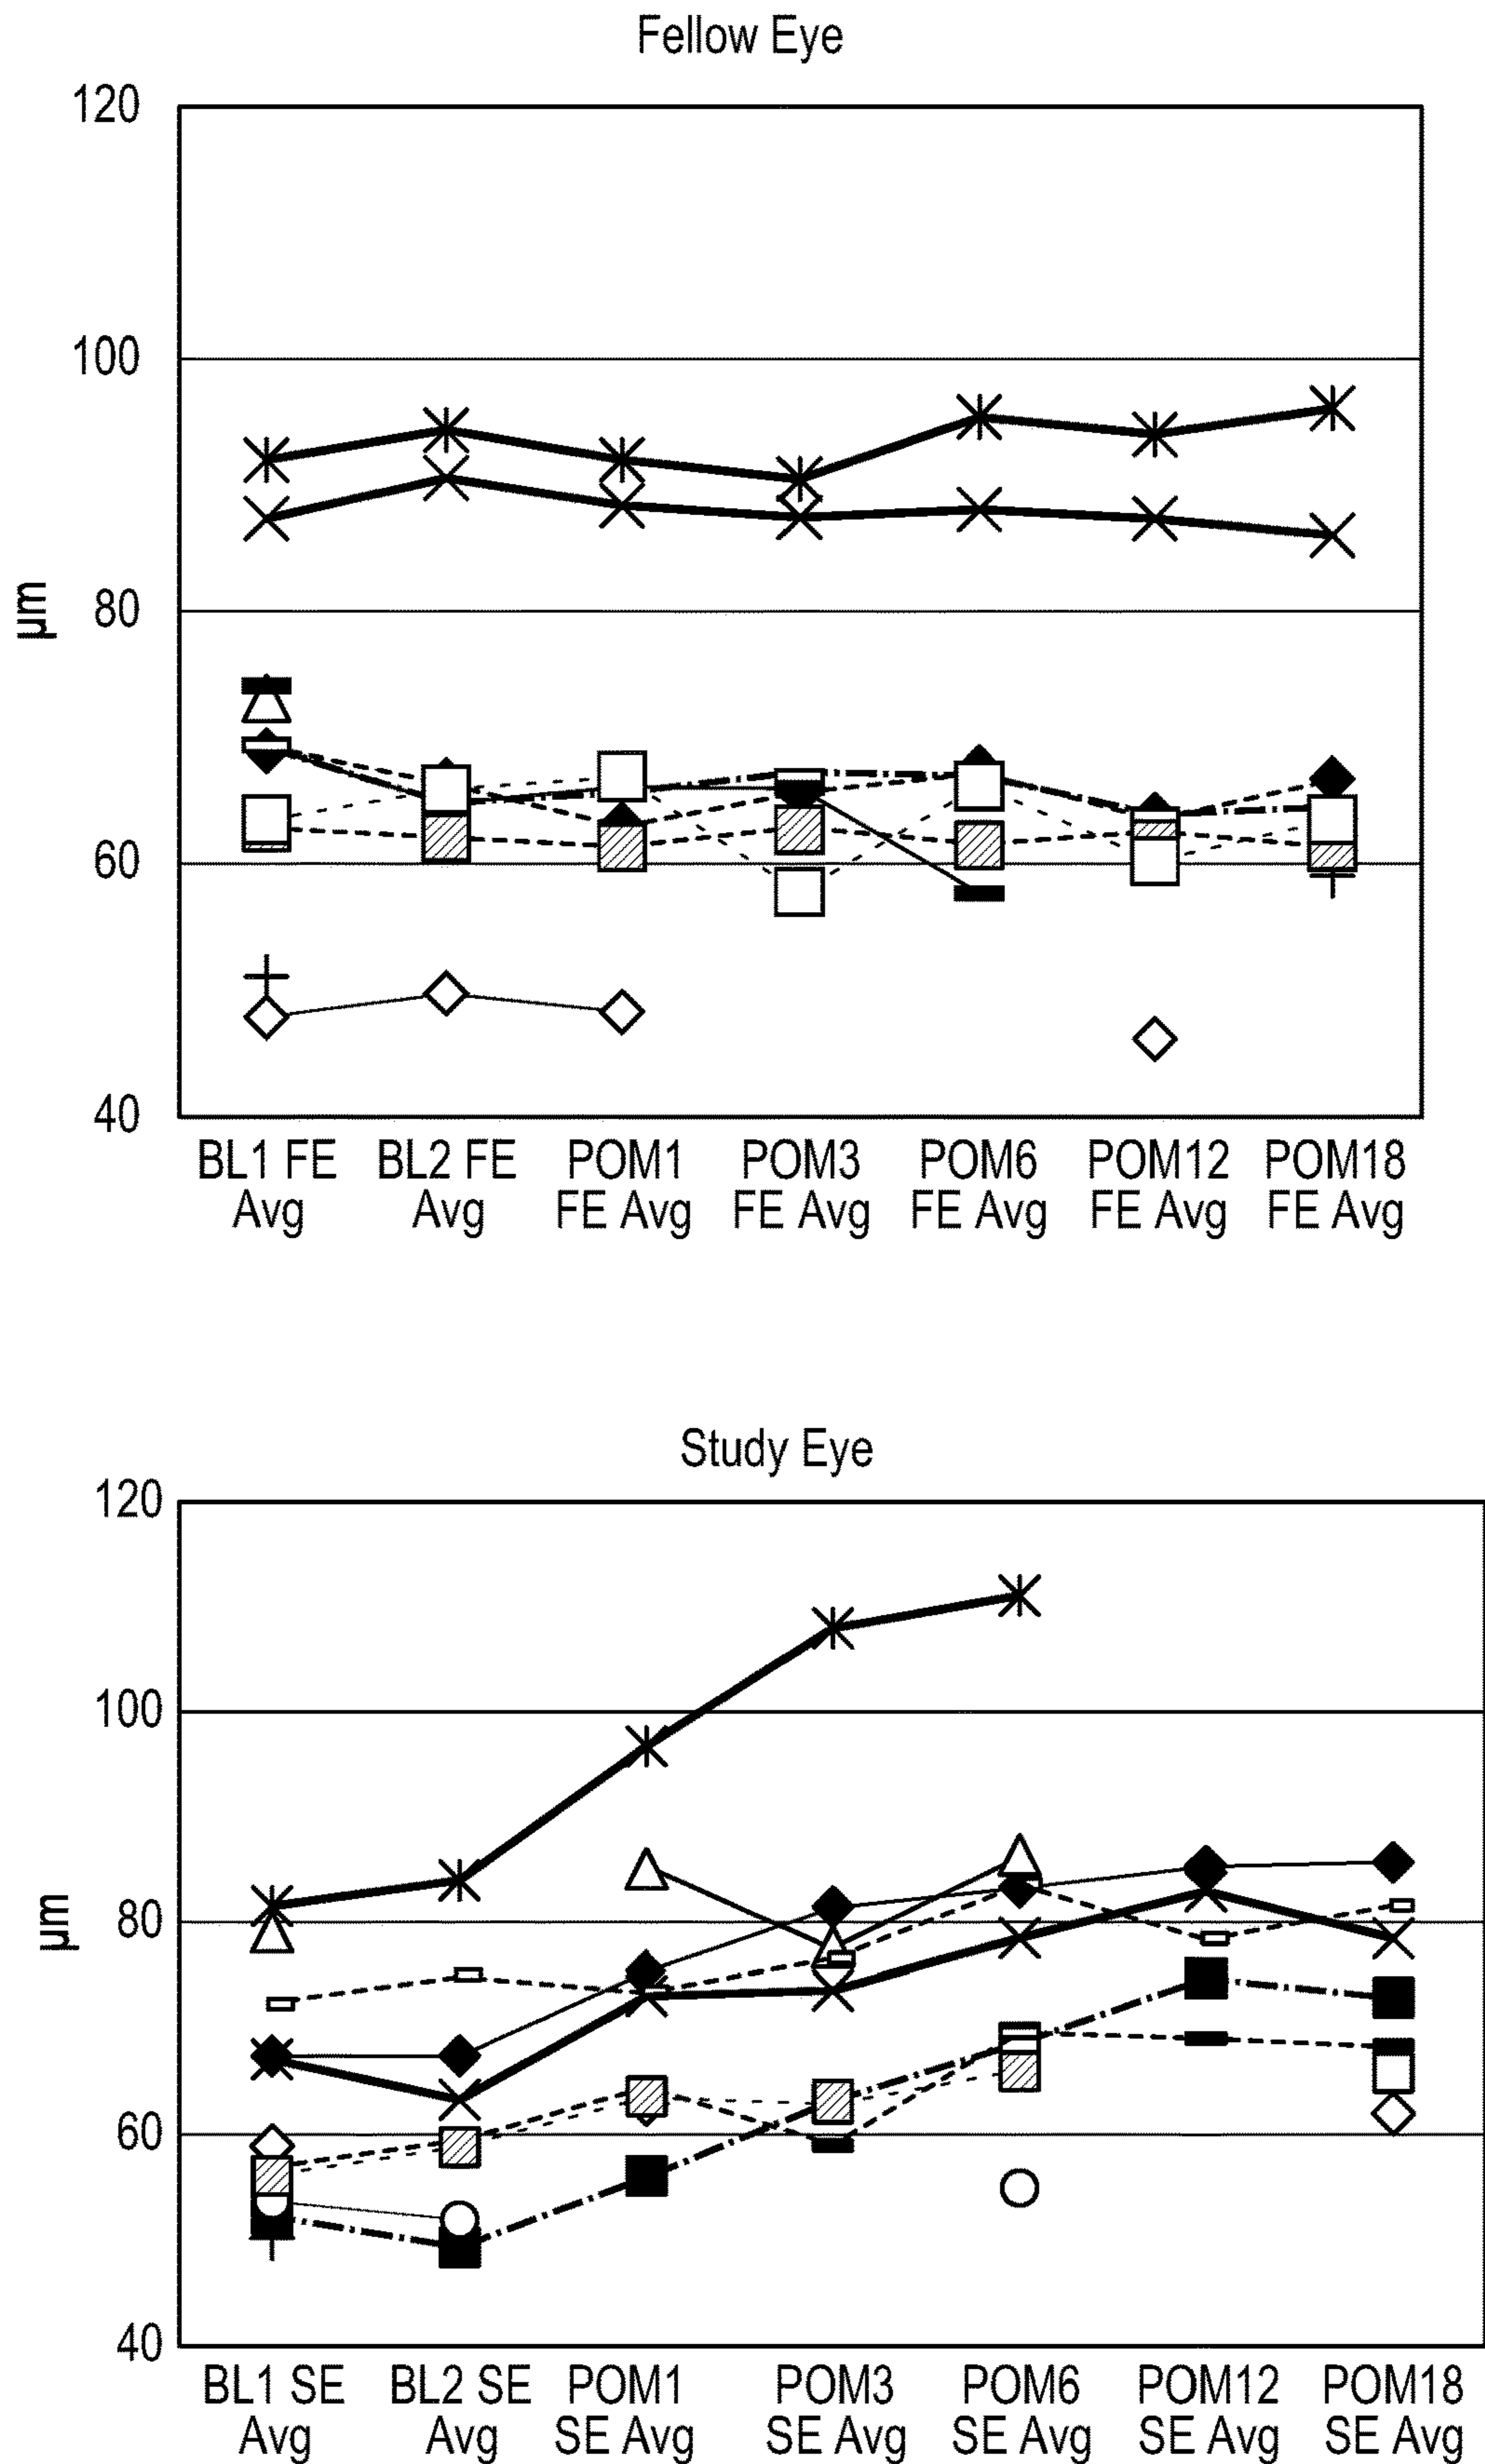 Fellow Eye
120
100
80
60
40
µm
BL1 FE Avg
BL2 FE Avg
POM1 FE Avg
POM3 FE Avg
POM6 FE Avg
POM12 FE Avg
POM18 FE Avg
Study Eye
120
100
80
60
40
µm
BL1 SE Avg
BL2 SE Avg
POM1 SE Avg
POM3 SE Avg
POM6 SE Avg
POM12 SE Avg
POM18 SE Avg